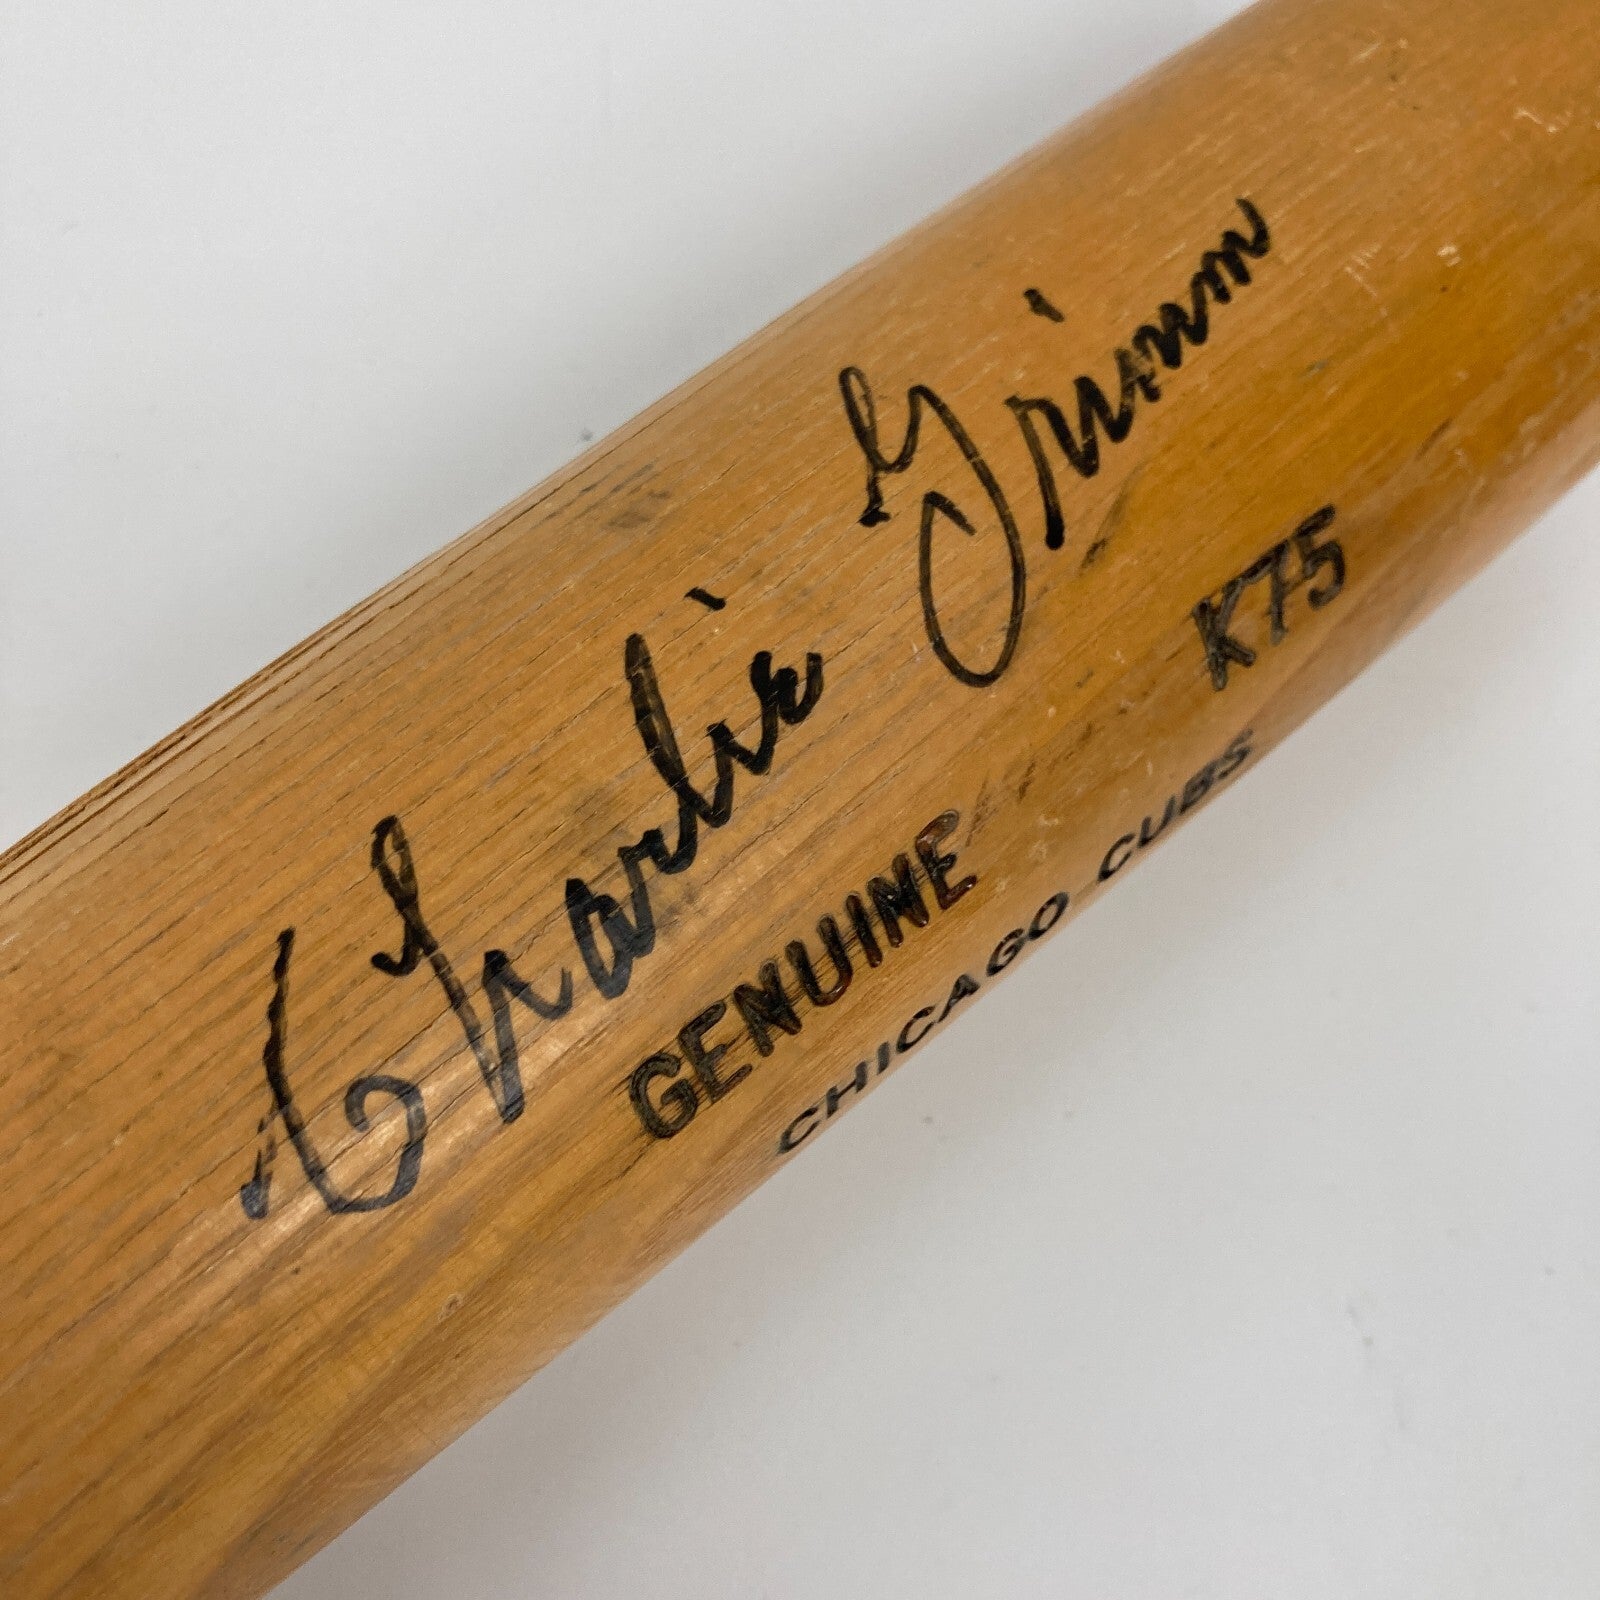 Charlie Grimm
K75
GENUINE
CHICAGO CUBS